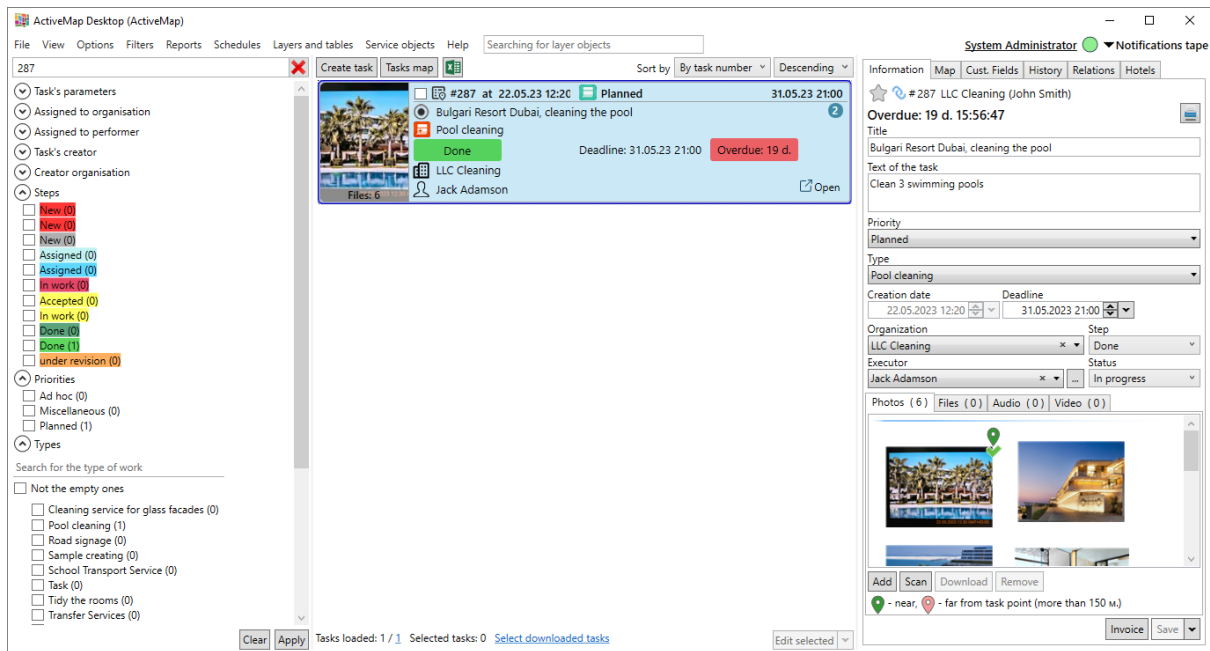 ActiveMap Desktop (ActiveMap)
File View Options Filters Reports Schedules Layers and tables Service objects Help Searching for layer objects
System Administrator Notifications tape
287
Task's parameters
Assigned to organisation
Assigned to performer
Task's creator
Creator organisation
Steps
New (0)
New (0)
New (0)
Assigned (0)
Assigned (0)
In work (0)
Accepted (0)
In work (0)
Done (0)
Done (1)
under revision (0)
Priorities
Ad hoc (0)
Miscellaneous (0)
Planned (1)
Types
Search for the type of work
Not the empty ones
Cleaning service for glass facades (0)
Pool cleaning (1)
Road signage (0)
Sample creating (0)
School Transport Service (0)
Task (0)
Tidy the rooms (0)
Transfer Services (0)
Clear Apply
Create task Tasks map Sort by By task number Descending
#287 at 22.05.23 12:20 Planned 31.05.23 21:00
Bulgari Resort Dubai, cleaning the pool 2
Pool cleaning
Done Deadline: 31.05.23 21:00 Overdue: 19 d.
LLC Cleaning
Jack Adamson Open
Files: 6
Tasks loaded: 1 / 1 Selected tasks: 0 Select downloaded tasks
Edit selected
Information Map Cust. Fields History Relations Hotels
#287 LLC Cleaning (John Smith)
Overdue: 19 d. 15:56:47
Title
Bulgari Resort Dubai, cleaning the pool
Text of the task
Clean 3 swimming pools
Priority
Planned
Type
Pool cleaning
Creation date Deadline
22.05.2023 12:20 31.05.2023 21:00
Organization Step
LLC Cleaning Done
Executor Status
Jack Adamson ... In progress
Photos (6) Files (0) Audio (0) Video (0)
Add Scan Download Remove
- near, - far from task point (more than 150 м.)
Invoice Save